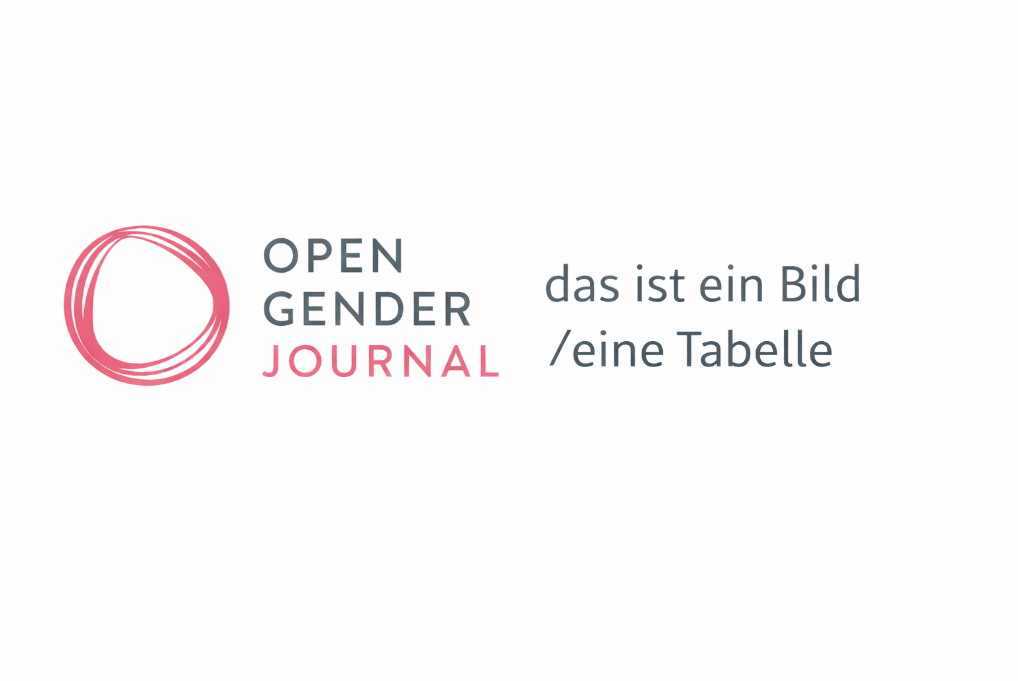 OPEN
GENDER
JOURNAL
das ist ein Bild
/eine Tabelle